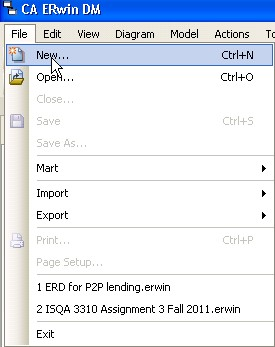 CA ERwin DM
File Edit View Diagram Model Actions To
New... Ctrl+N
Open... Ctrl+O
Close...
Save Ctrl+S
Save As...
Mart
Import
Export
Print... Ctrl+P
Page Setup...
1 ERD for P2P lending.erwin
2 ISQA 3310 Assignment 3 Fall 2011.erwin
Exit